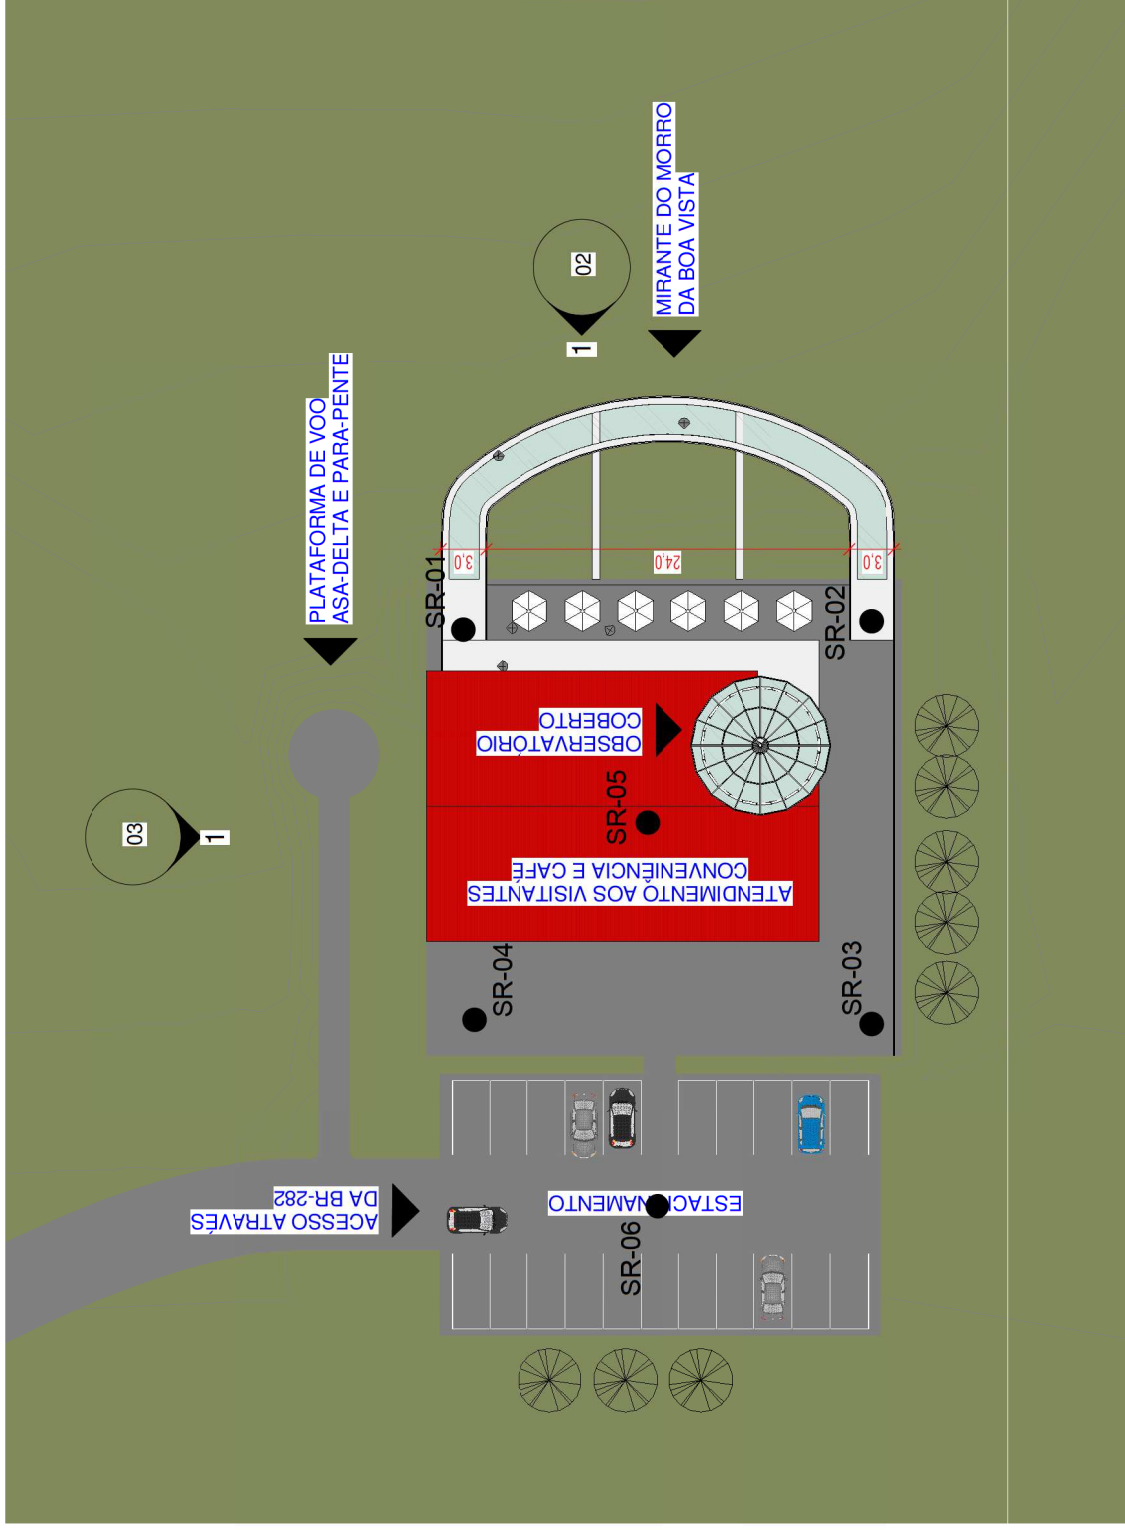 MIRANTE DO MORRO
DA BOA VISTA
02
1
PLATAFORMA DE VOO
ASA-DELTA E PARA-PENTE
3,0
24,0
3,0
SR-01
SR-02
OBSERVATÓRIO
COBERTO
SR-05
03
1
ATENDIMENTO AOS VISITANTES
CONVENIÊNCIA E CAFÉ
SR-04
SR-03
ACESSO ATRAVÉS
DA BR-282
ESTACIONAMENTO
SR-06